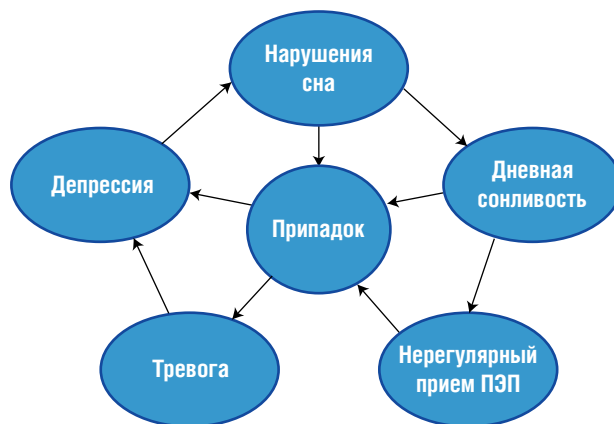 Нарушения
сна
Депрессия
Дневная
сонливость
Припадок
Тревога
Нерегулярный
прием ПЭП